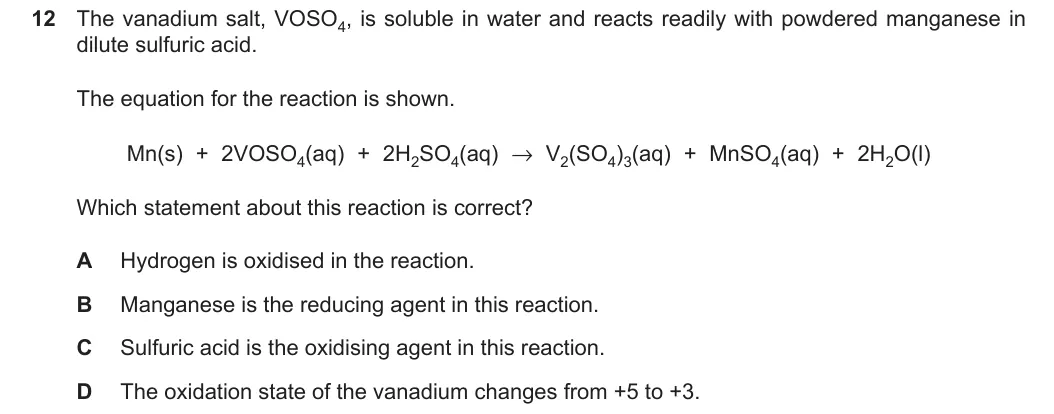 12 The vanadium salt, VOSO₄, is soluble in water and reacts readily with powdered manganese in
dilute sulfuric acid.
The equation for the reaction is shown.
Mn(s) + 2VOSO₄(aq) + 2H₂SO₄(aq) → V₂(SO₄)₃(aq) + MnSO₄(aq) + 2H₂O(l)
Which statement about this reaction is correct?
A Hydrogen is oxidised in the reaction.
B Manganese is the reducing agent in this reaction.
C Sulfuric acid is the oxidising agent in this reaction.
D The oxidation state of the vanadium changes from +5 to +3.